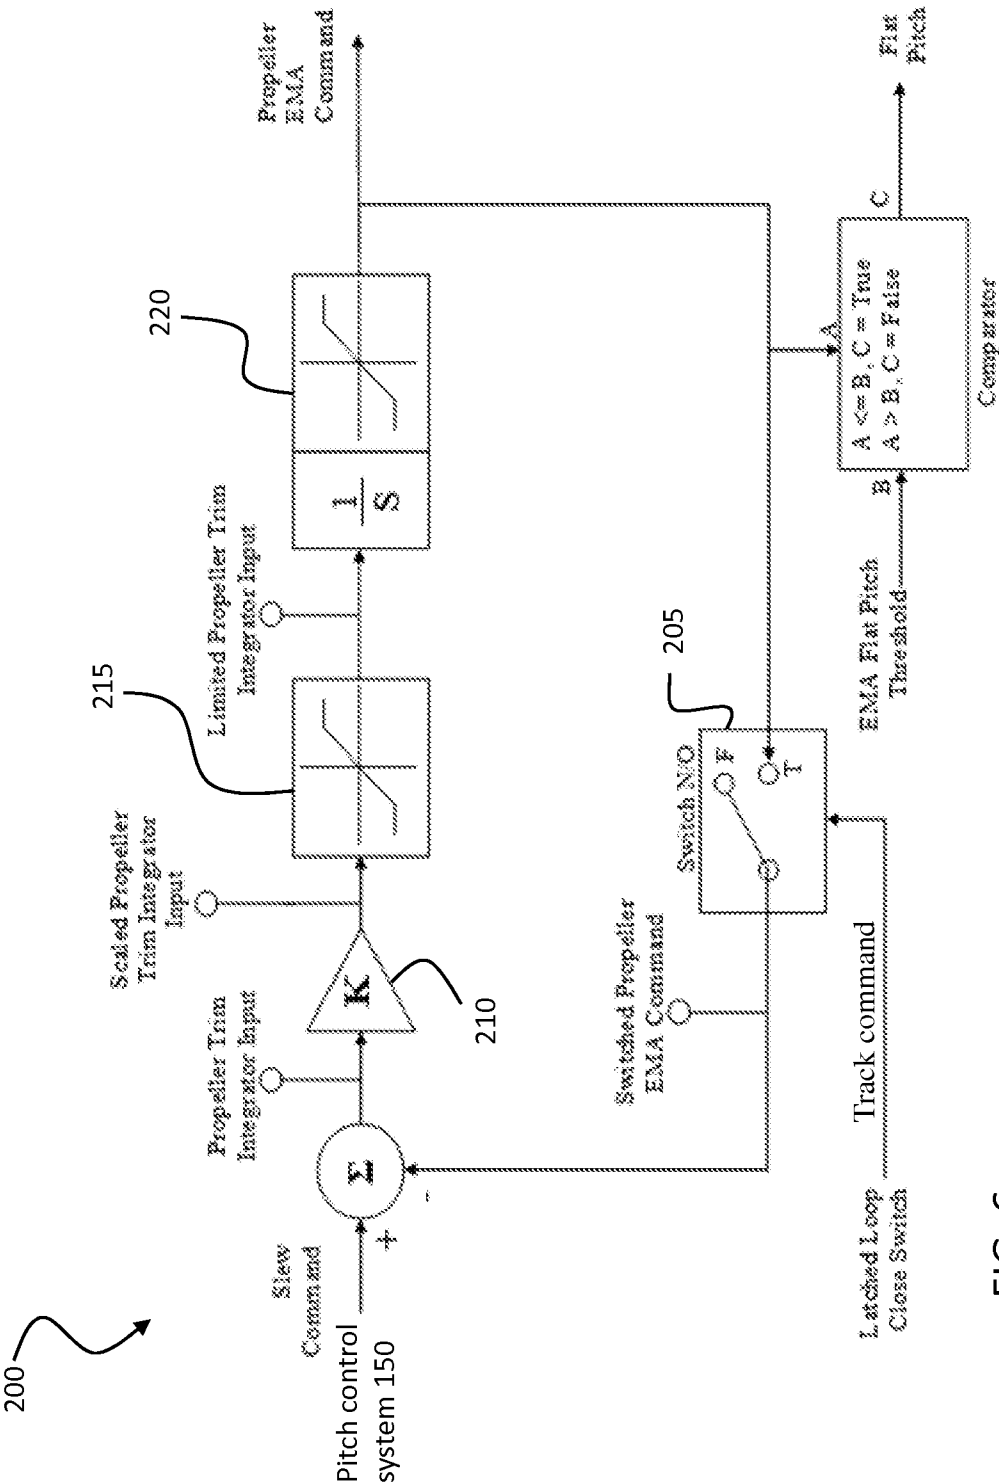 200
Pitch control
system 150
Slew
Command
+
-
Σ
Propeller Trim
Integrator Input
K
210
Scaled Propeller
Trim Integrator
Input
215
Limited Propeller Trim
Integrator Input
1
S
220
Propeller
EMA
Command
Switched Propeller
EMA Command
Switch N/O
F
T
205
Latched Loop
Close Switch
Track command
EMA Flat Pitch
Threshold
B
A
A <= B, C = True
A > B, C = False
C
Comparator
Flat
Pitch